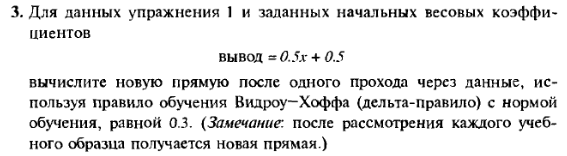 3. Для данных упражнения 1 и заданных начальных весовых коэффи-
циентов
вывод = 0.5x + 0.5
вычислите новую прямую после одного прохода через данные, ис-
пользуя правило обучения Видроу—Хоффа (дельта-правило) с нормой
обучения, равной 0.3. (Замечание: после рассмотрения каждого учеб-
ного образца получается новая прямая.)